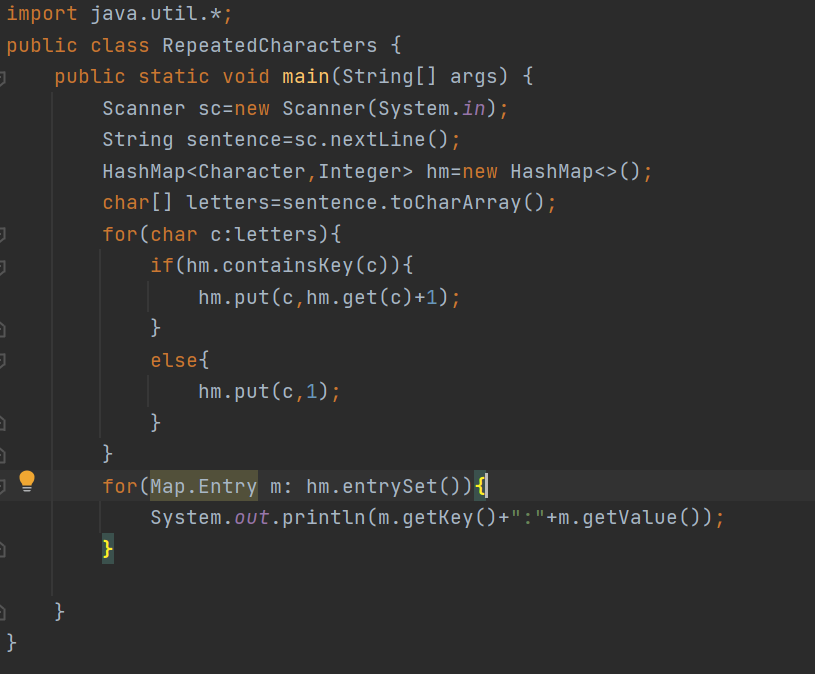 import java.util.*;
public class RepeatedCharacters {
    public static void main(String[] args) {
        Scanner sc=new Scanner(System.in);
        String sentence=sc.nextLine();
        HashMap<Character,Integer> hm=new HashMap<>();
        char[] letters=sentence.toCharArray();
        for(char c:letters){
            if(hm.containsKey(c)){
                hm.put(c,hm.get(c)+1);
            }
            else{
                hm.put(c,1);
            }
        }
        for(Map.Entry m: hm.entrySet()){
            System.out.println(m.getKey()+":"+m.getValue());
        }

    }
}